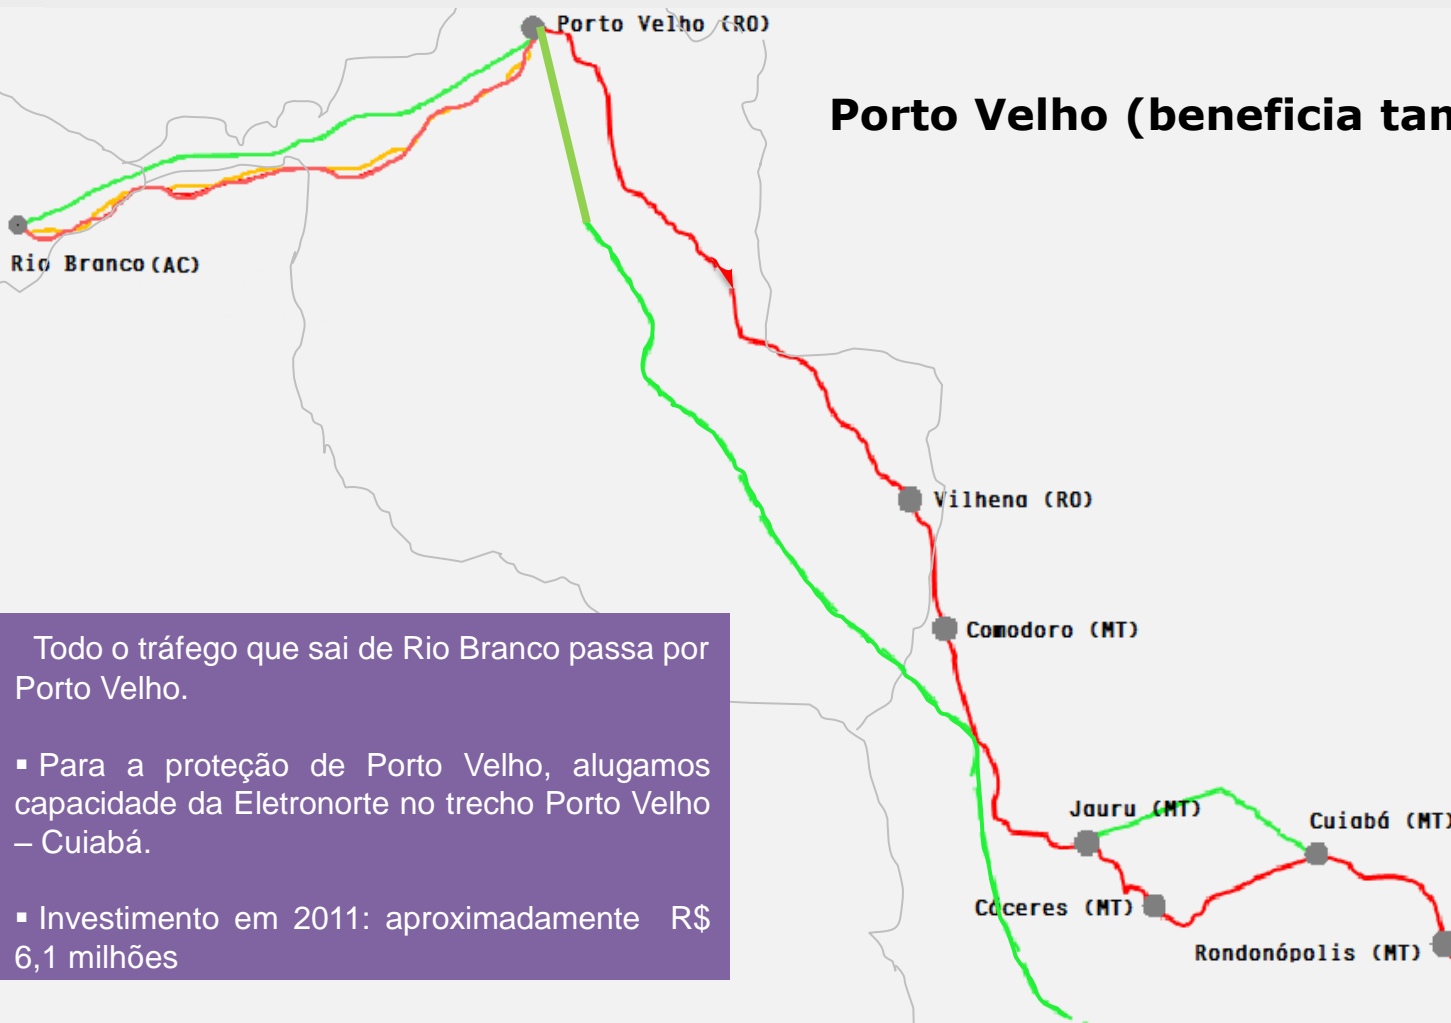 Porto Velho (RO)
Porto Velho (beneficia
Rio Branco (AC)
Vilhena (RO)
Comodoro (MT)
Todo o tráfego que sai de Rio Branco passa por
Porto Velho.
▪ Para a proteção de Porto Velho, alugamos
capacidade da Eletronorte no trecho Porto Velho
– Cuiabá.
▪ Investimento em 2011: aproximadamente R$
6,1 milhões
Jauru (MT)
Cuiabá (MT)
Cáceres (MT)
Rondonópolis (MT)